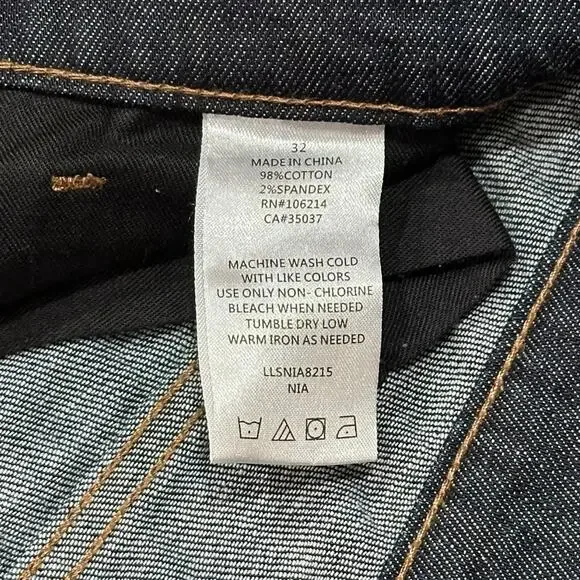 32
MADE IN CHINA
98%COTTON
2%SPANDEX
RN#106214
CA#35037
MACHINE WASH COLD
WITH LIKE COLORS
USE ONLY NON- CHLORINE
BLEACH WHEN NEEDED
TUMBLE DRY LOW
WARM IRON AS NEEDED
LLSNIA8215
NIA